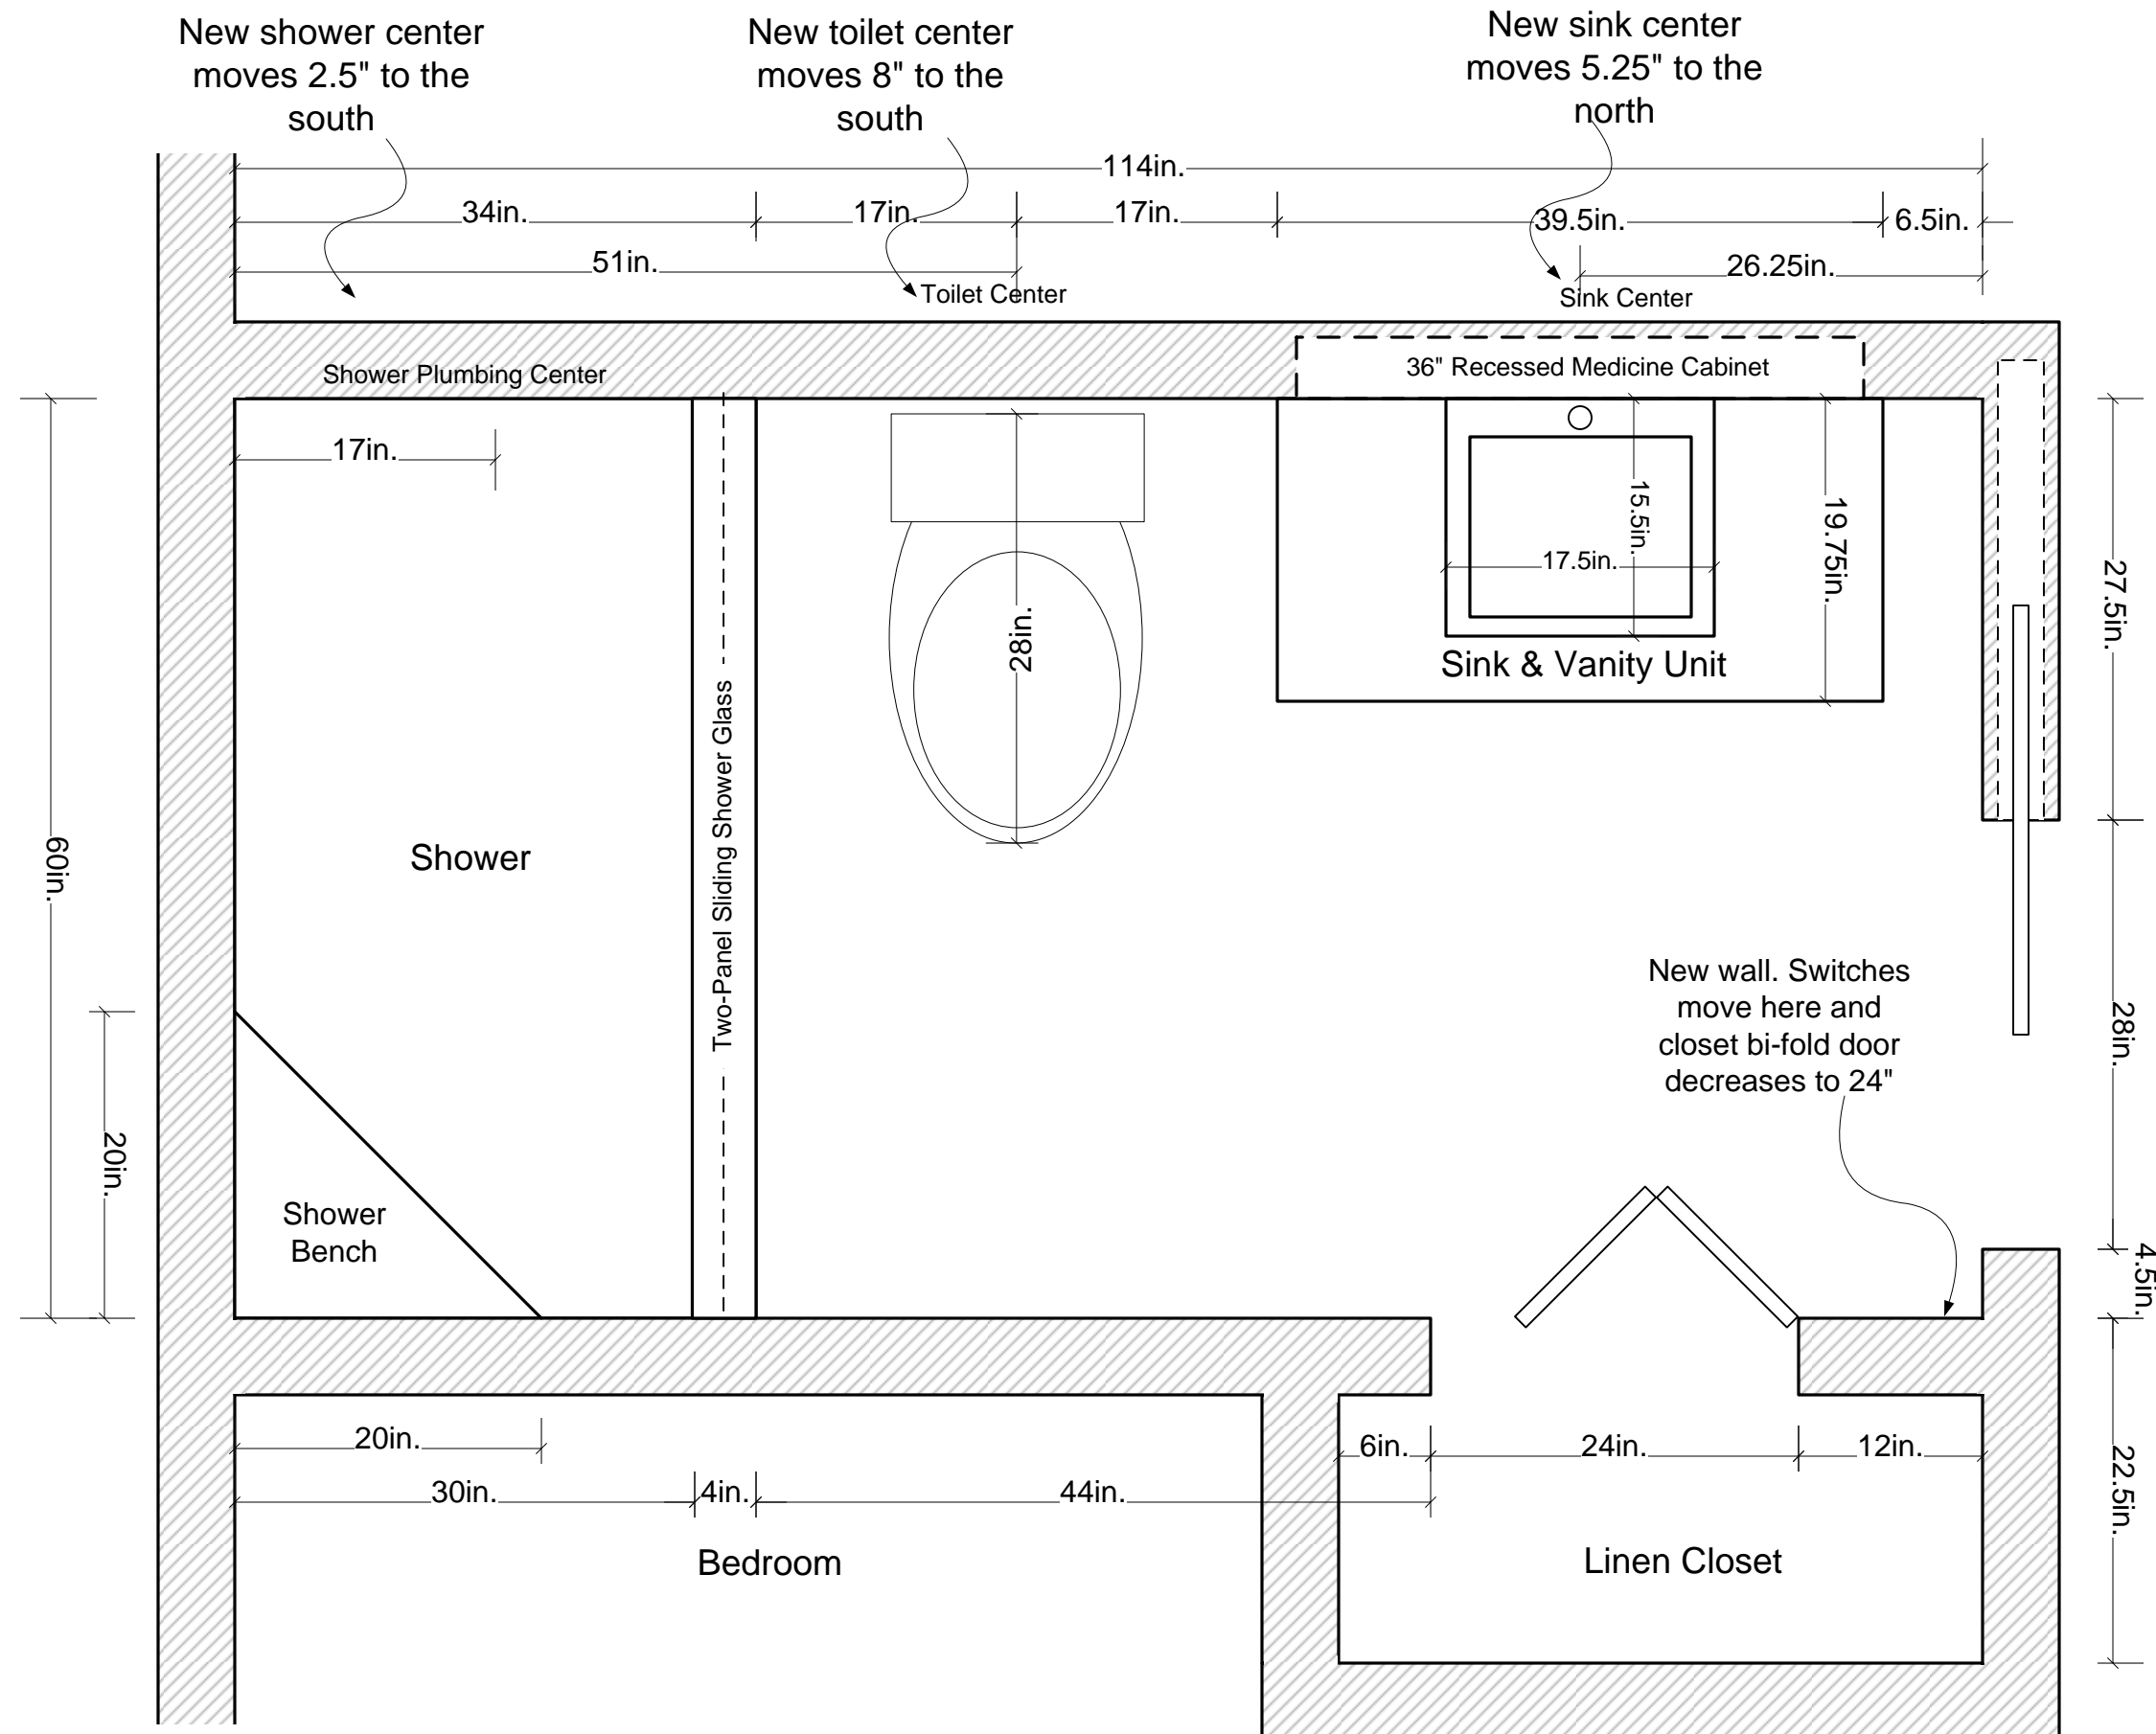 New shower center
moves 2.5" to the
south
New toilet center
moves 8" to the
south
New sink center
moves 5.25" to the
north
114in.
34in.
17in.
17in.
39.5in.
6.5in.
51in.
26.25in.
Toilet Center
Sink Center
Shower Plumbing Center
36" Recessed Medicine Cabinet
17in.
15.5in.
19.75in.
17.5in.
27.5in.
28in.
Sink & Vanity Unit
Two-Panel Sliding Shower Glass
Shower
60in.
New wall. Switches
move here and
closet bi-fold door
decreases to 24"
28in.
20in.
Shower
Bench
4.5in.
20in.
6in.
24in.
12in.
22.5in.
30in.
4in.
44in.
Bedroom
Linen Closet